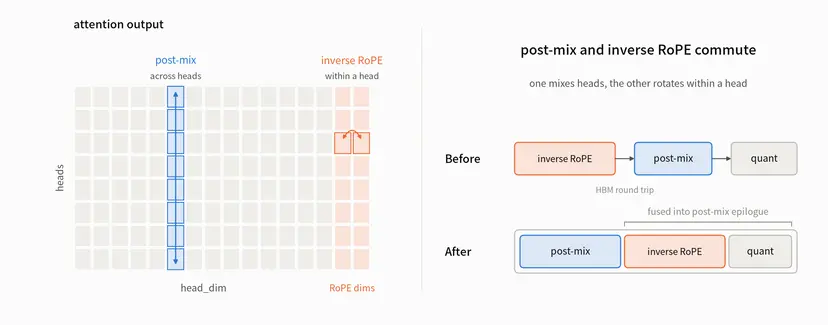 attention output
post-mix
across heads
inverse RoPE
within a head
heads
head_dim
RoPE dims
post-mix and inverse RoPE commute
one mixes heads, the other rotates within a head
Before
inverse RoPE
post-mix
quant
HBM round trip
fused into post-mix epilogue
After
post-mix
inverse RoPE
quant